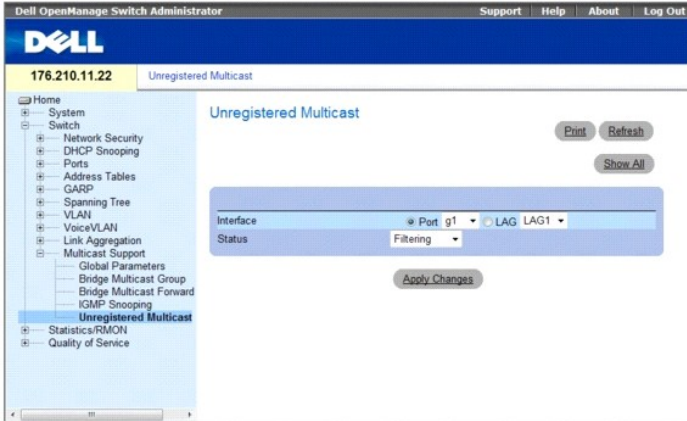 Dell OpenManage Switch Administrator
Support Help About Log Out
DELL
176.210.11.22
Unregistered Multicast
Home
System
Switch
Network Security
DHCP Snooping
Ports
Address Tables
GARP
Spanning Tree
VLAN
VoiceVLAN
Link Aggregation
Multicast Support
Global Parameters
Bridge Multicast Group
Bridge Multicast Forward
IGMP Snooping
Unregistered Multicast
Statistics/RMON
Quality of Service
Unregistered Multicast
Print Refresh
Show All
Interface Port g1 LAG LAG1
Status Filtering
Apply Changes